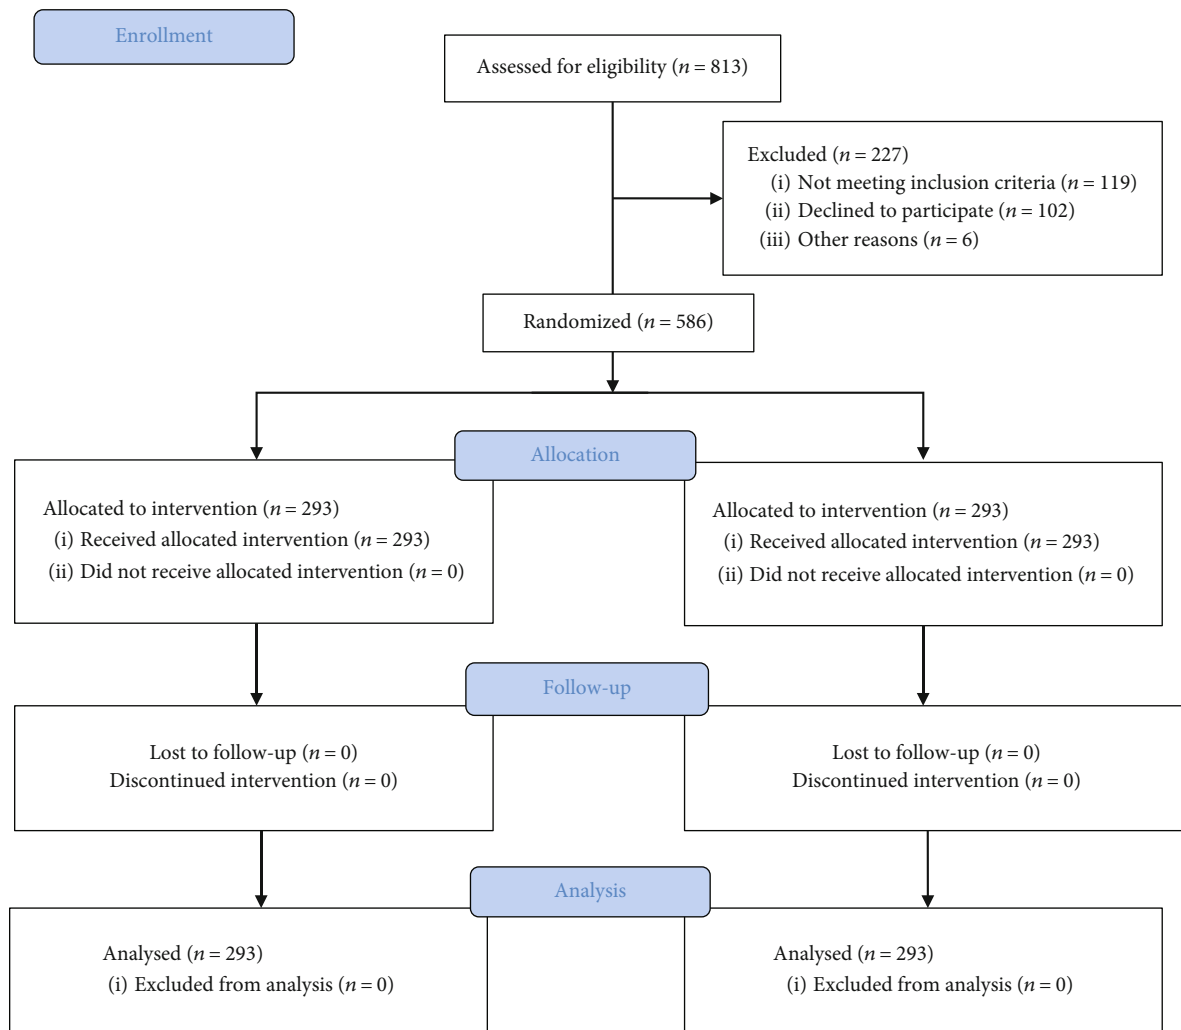 Enrollment
Assessed for eligibility (n = 813)
Excluded (n = 227)
(i) Not meeting inclusion criteria (n = 119)
(ii) Declined to participate (n = 102)
(iii) Other reasons (n = 6)
Randomized (n = 586)
Allocation
Allocated to intervention (n = 293)
(i) Received allocated intervention (n = 293)
(ii) Did not receive allocated intervention (n = 0)
Allocated to intervention (n = 293)
(i) Received allocated intervention (n = 293)
(ii) Did not receive allocated intervention (n = 0)
Follow-up
Lost to follow-up (n = 0)
Discontinued intervention (n = 0)
Lost to follow-up (n = 0)
Discontinued intervention (n = 0)
Analysis
Analysed (n = 293)
(i) Excluded from analysis (n = 0)
Analysed (n = 293)
(i) Excluded from analysis (n = 0)